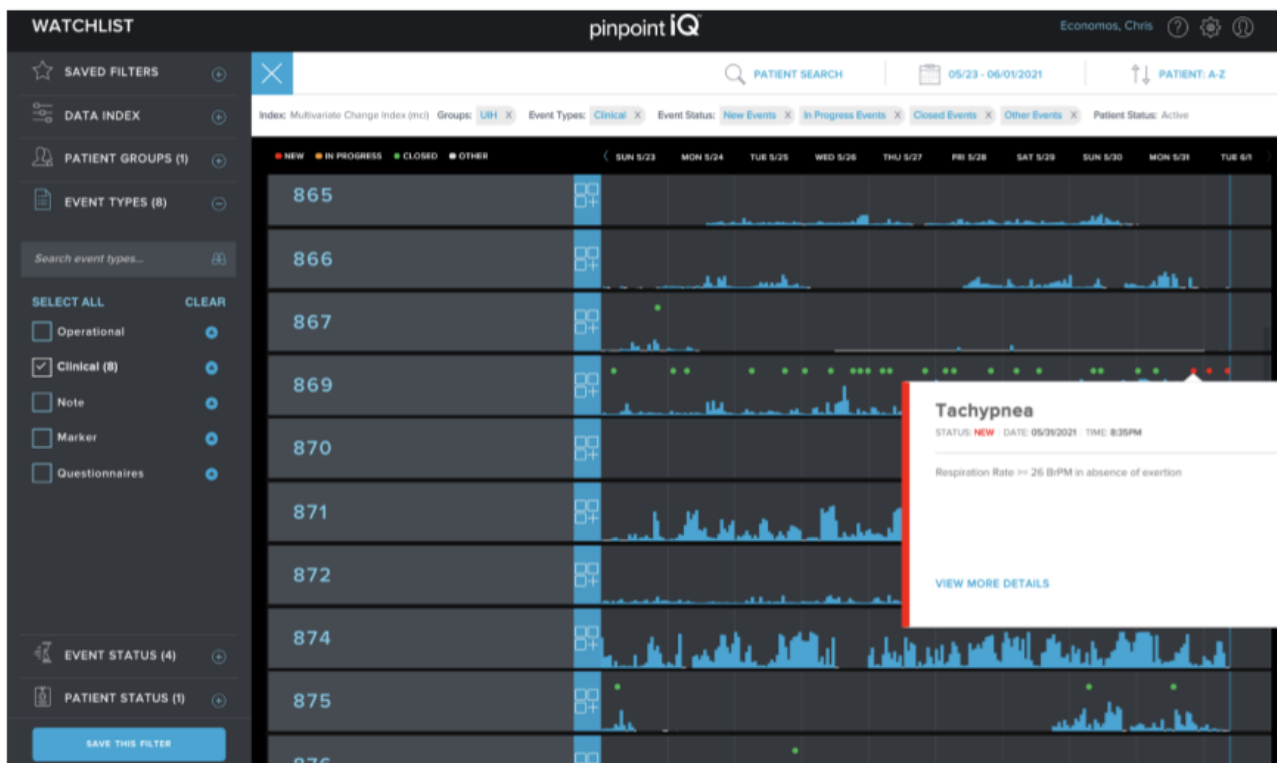 WATCHLIST
pinpoint iQ
Economos, Chris
SAVED FILTERS
DATA INDEX
PATIENT GROUPS (1)
EVENT TYPES (8)
Search event types...
SELECT ALL CLEAR
Operational
Clinical (8)
Note
Marker
Questionnaires
EVENT STATUS (4)
PATIENT STATUS (1)
SAVE THIS FILTER
PATIENT SEARCH
05/23 - 06/01/2021
PATIENT: A-Z
Index: Multivariate Change Index (mci) Groups: UIH X Event Types: Clinical X Event Status: New Events X In Progress Events X Closed Events X Other Events X Patient Status: Active
NEW IN PROGRESS CLOSED OTHER
SUN 5/23 MON 5/24 TUE 5/25 WED 5/26 THU 5/27 FRI 5/28 SAT 5/29 SUN 5/30 MON 5/31 TUE 6/1
865
866
867
869
870
871
872
874
875
876
Tachypnea
STATUS: NEW DATE: 05/31/2021 TIME: 8:35PM
Respiration Rate >= 26 BrPM in absence of exertion
VIEW MORE DETAILS